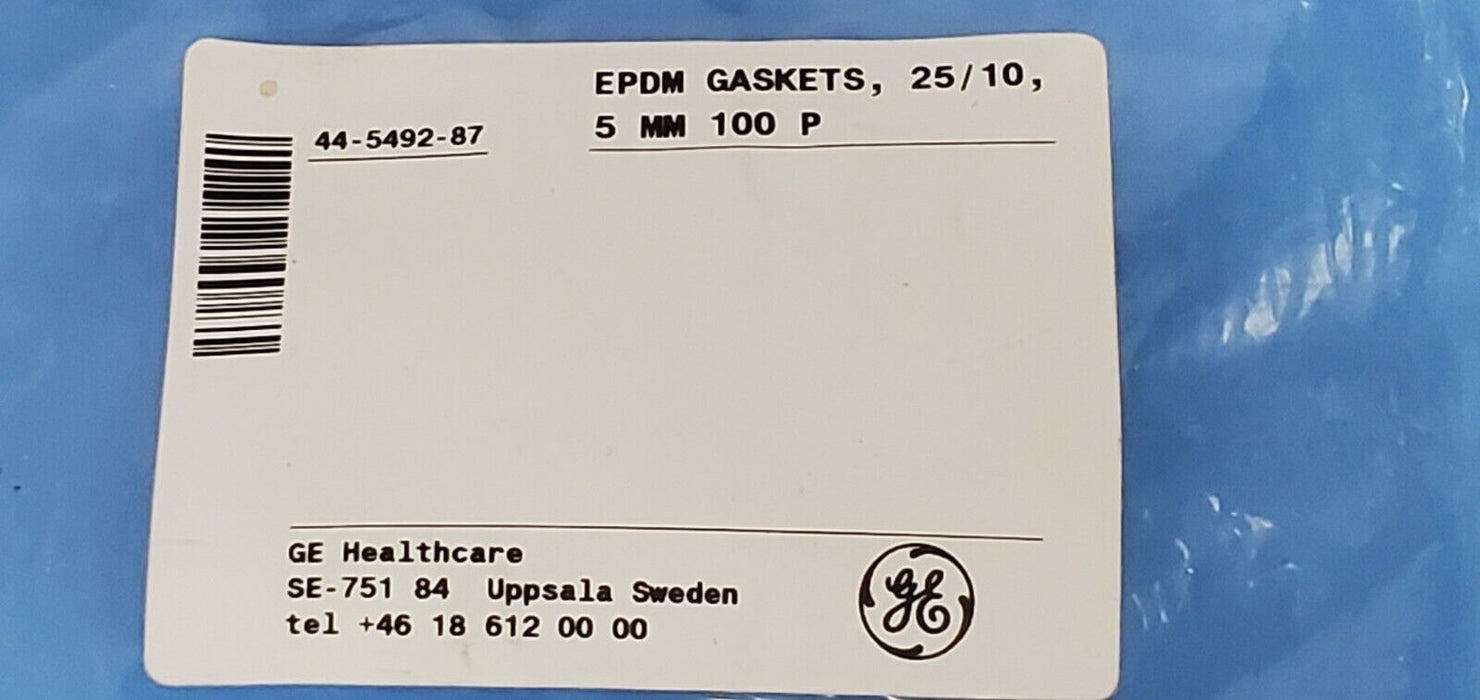 EPDM GASKETS, 25/10,
5 MM 100 P
44-5492-87
GE Healthcare
SE-751 84 Uppsala Sweden
tel +46 18 612 00 00
GE